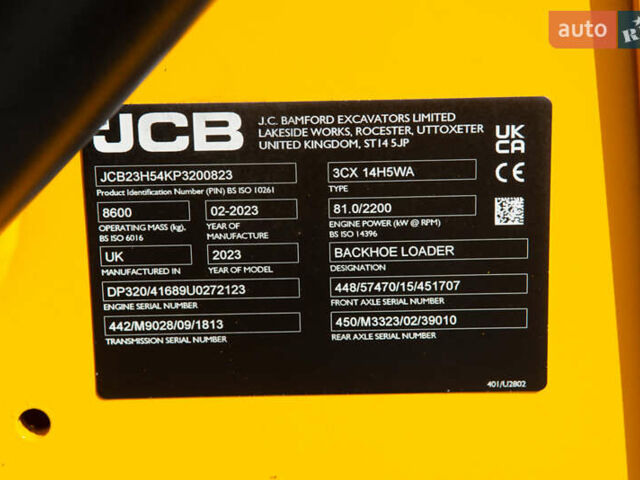 auto
R
JCB
J.C. BAMFORD EXCAVATORS LIMITED
LAKESIDE WORKS, ROCESTER, UTTOXETER
UNITED KINGDOM, ST14 5JP
UK
CA
CE
JCB23H54KP3200823
Product Identification Number (PIN) BS ISO 10261
3CX 14H5WA
TYPE
8600
OPERATING MASS (kg),
BS ISO 6016
02-2023
YEAR OF
MANUFACTURE
81.0/2200
ENGINE POWER (kW @ RPM)
BS ISO 14396
UK
MANUFACTURED IN
2023
YEAR OF MODEL
BACKHOE LOADER
DESIGNATION
DP320/41689U0272123
ENGINE SERIAL NUMBER
448/57470/15/451707
FRONT AXLE SERIAL NUMBER
442/M9028/09/1813
TRANSMISSION SERIAL NUMBER
450/M3323/02/39010
REAR AXLE SERIAL NUMBER
401/U2802